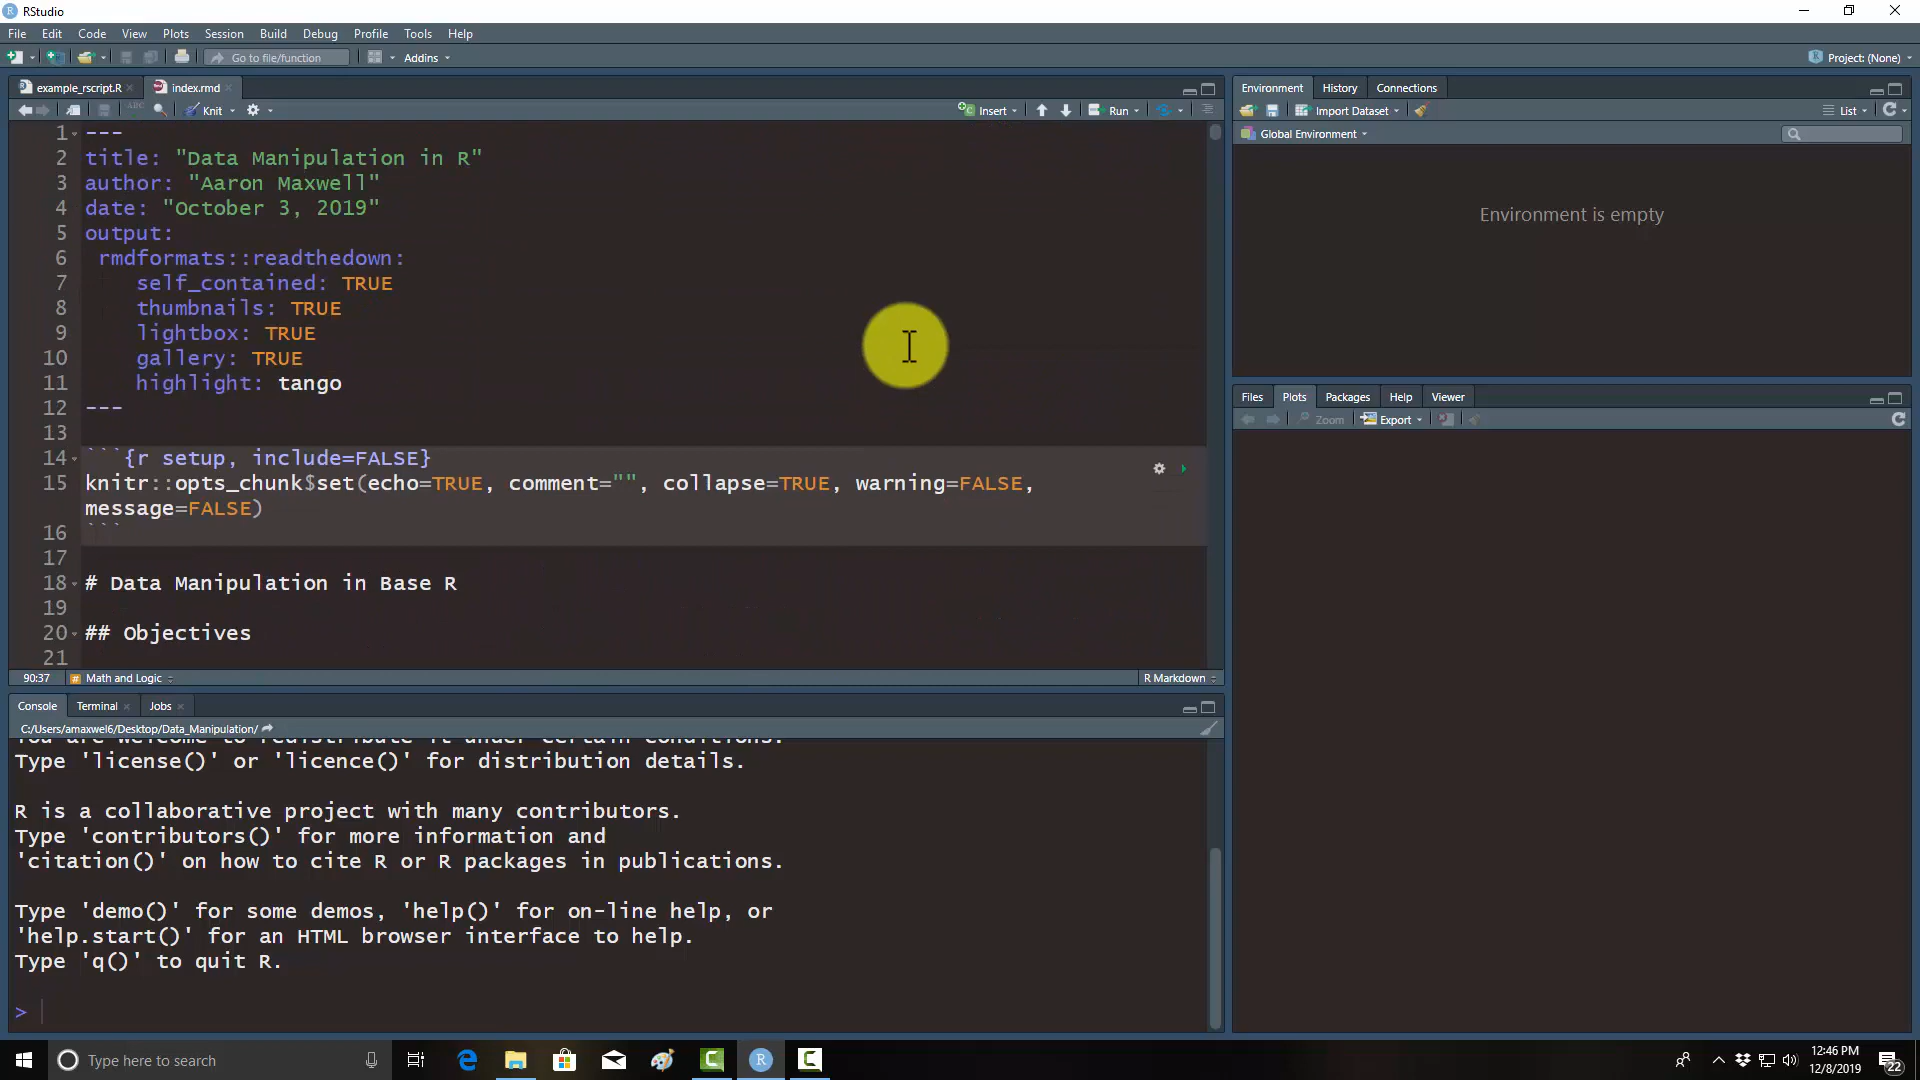 RStudio
File Edit Code View Plots Session Build Debug Profile Tools Help
Go to file/function Addins Project: (None)
example_rscript.R index.rmd
Knit Insert Run
1 ---
2 title: "Data Manipulation in R"
3 author: "Aaron Maxwell"
4 date: "October 3, 2019"
5 output:
6 rmdformats::readthedown:
7 self_contained: TRUE
8 thumbnails: TRUE
9 lightbox: TRUE
10 gallery: TRUE
11 highlight: tango
12 ---
13
14 ```{r setup, include=FALSE}
15 knitr::opts_chunk$set(echo=TRUE, comment="", collapse=TRUE, warning=FALSE,
message=FALSE)
16 ```
17
18 # Data Manipulation in Base R
19
20 ## Objectives
21
90:37 # Math and Logic R Markdown
Console Terminal Jobs
C:/Users/amaxwel6/Desktop/Data_Manipulation/
You are welcome to redistribute it under certain conditions.
Type 'license()' or 'licence()' for distribution details.
R is a collaborative project with many contributors.
Type 'contributors()' for more information and
'citation()' on how to cite R or R packages in publications.
Type 'demo()' for some demos, 'help()' for on-line help, or
'help.start()' for an HTML browser interface to help.
Type 'q()' to quit R.
>
Environment History Connections
Import Dataset List
Global Environment
Environment is empty
Files Plots Packages Help Viewer
Zoom Export
Type here to search
12:46 PM
12/8/2019
22